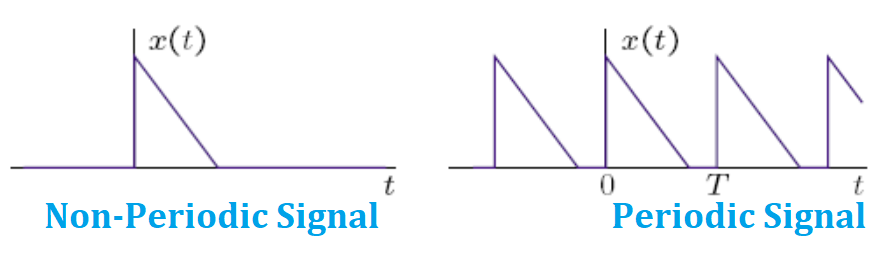 x(t)
t
Non-Periodic Signal
x(t)
0 T t
Periodic Signal